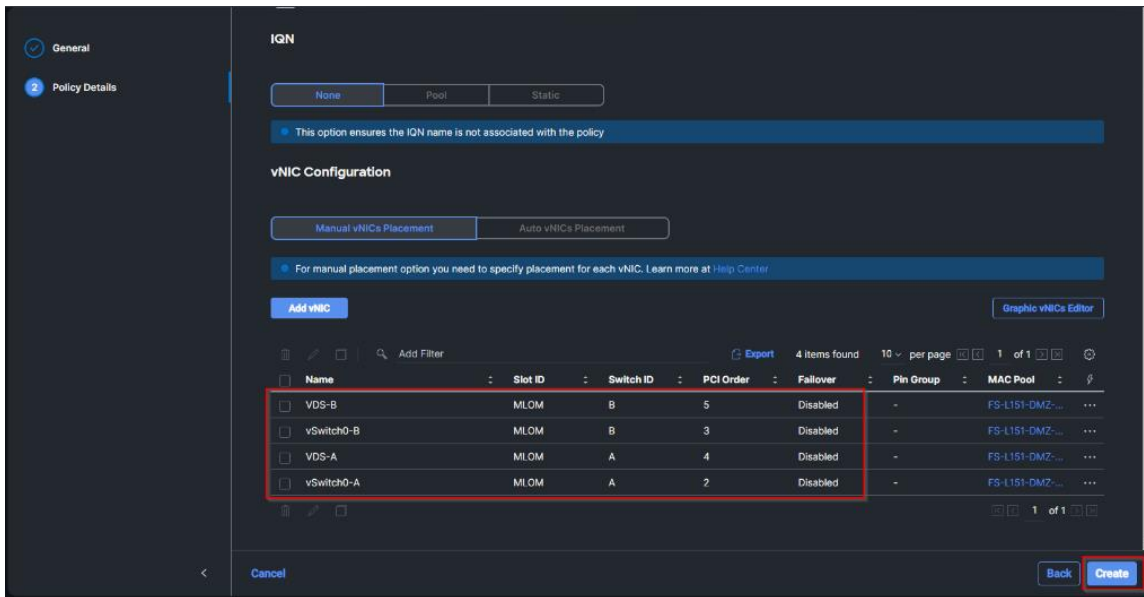 General
2 Policy Details
IQN
None Pool Static
This option ensures the IQN name is not associated with the policy
vNIC Configuration
Manual vNICs Placement Auto vNICs Placement
For manual placement option you need to specify placement for each vNIC. Learn more at Help Center
Add vNIC Graphic vNICs Editor
Add Filter Export 4 items found 10 per page 1 of 1
Name Slot ID Switch ID PCI Order Failover Pin Group MAC Pool
VDS-B MLOM B 5 Disabled - FS-L151-DMZ-... ...
vSwitch0-B MLOM B 3 Disabled - FS-L151-DMZ-... ...
VDS-A MLOM A 4 Disabled - FS-L151-DMZ-... ...
vSwitch0-A MLOM A 2 Disabled - FS-L151-DMZ-... ...
1 of 1
< Cancel Back Create